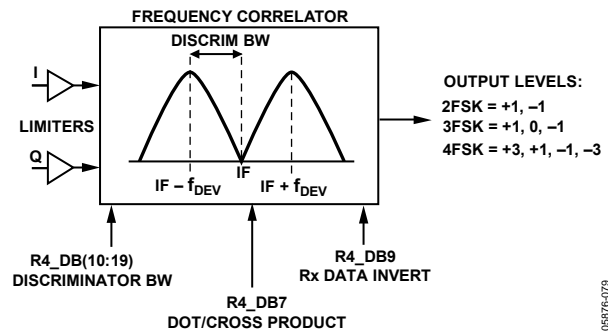 FREQUENCY CORRELATOR
DISCRIM BW
I
LIMITERS
Q
IF
IF – fDEV
IF + fDEV
OUTPUT LEVELS:
2FSK = +1, –1
3FSK = +1, 0, –1
4FSK = +3, +1, –1, –3
R4_DB(10:19)
DISCRIMINATOR BW
R4_DB7
DOT/CROSS PRODUCT
R4_DB9
Rx DATA INVERT
05876-079